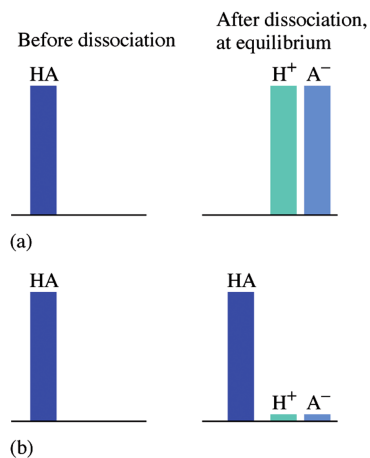 Before dissociation
After dissociation,
at equilibrium
HA
H⁺ A⁻
(a)
HA
HA
H⁺ A⁻
(b)